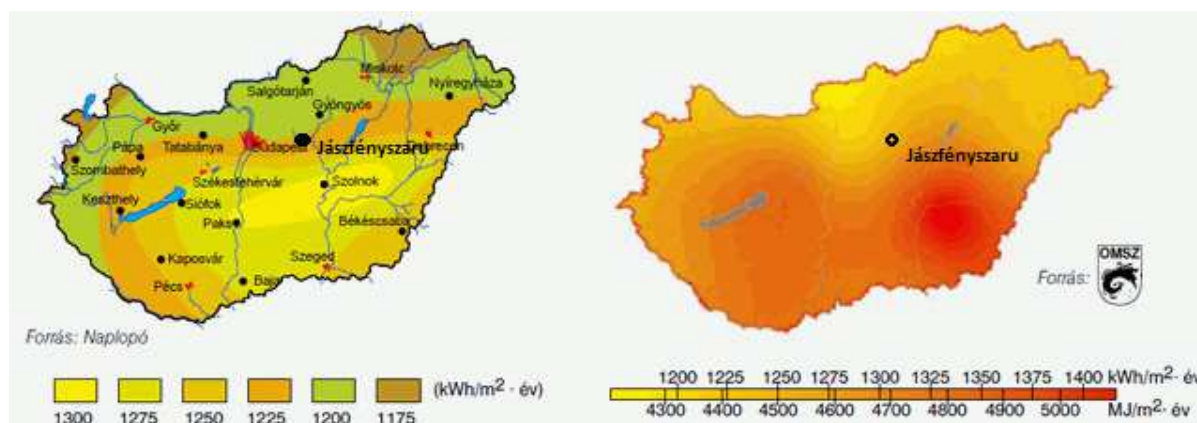 Miskolc
Salgótarján
Nyíregyháza
Gyöngyös
Győr
Pápa
Tatabánya
Budapest
Jászfényszaru
Debrecen
Szombathely
Székesfehérvár
Szolnok
Keszthely
Siófok
Paks
Békéscsaba
Kaposvár
Szeged
Pécs
Baja
Forrás: Naplopó
(kWh/m² · év)
1300 1275 1250 1225 1200 1175
Jászfényszaru
OMSZ
Forrás:
1200 1225 1250 1275 1300 1325 1350 1375 1400 kWh/m² · év
4300 4400 4500 4600 4700 4800 4900 5000 MJ/m² · év